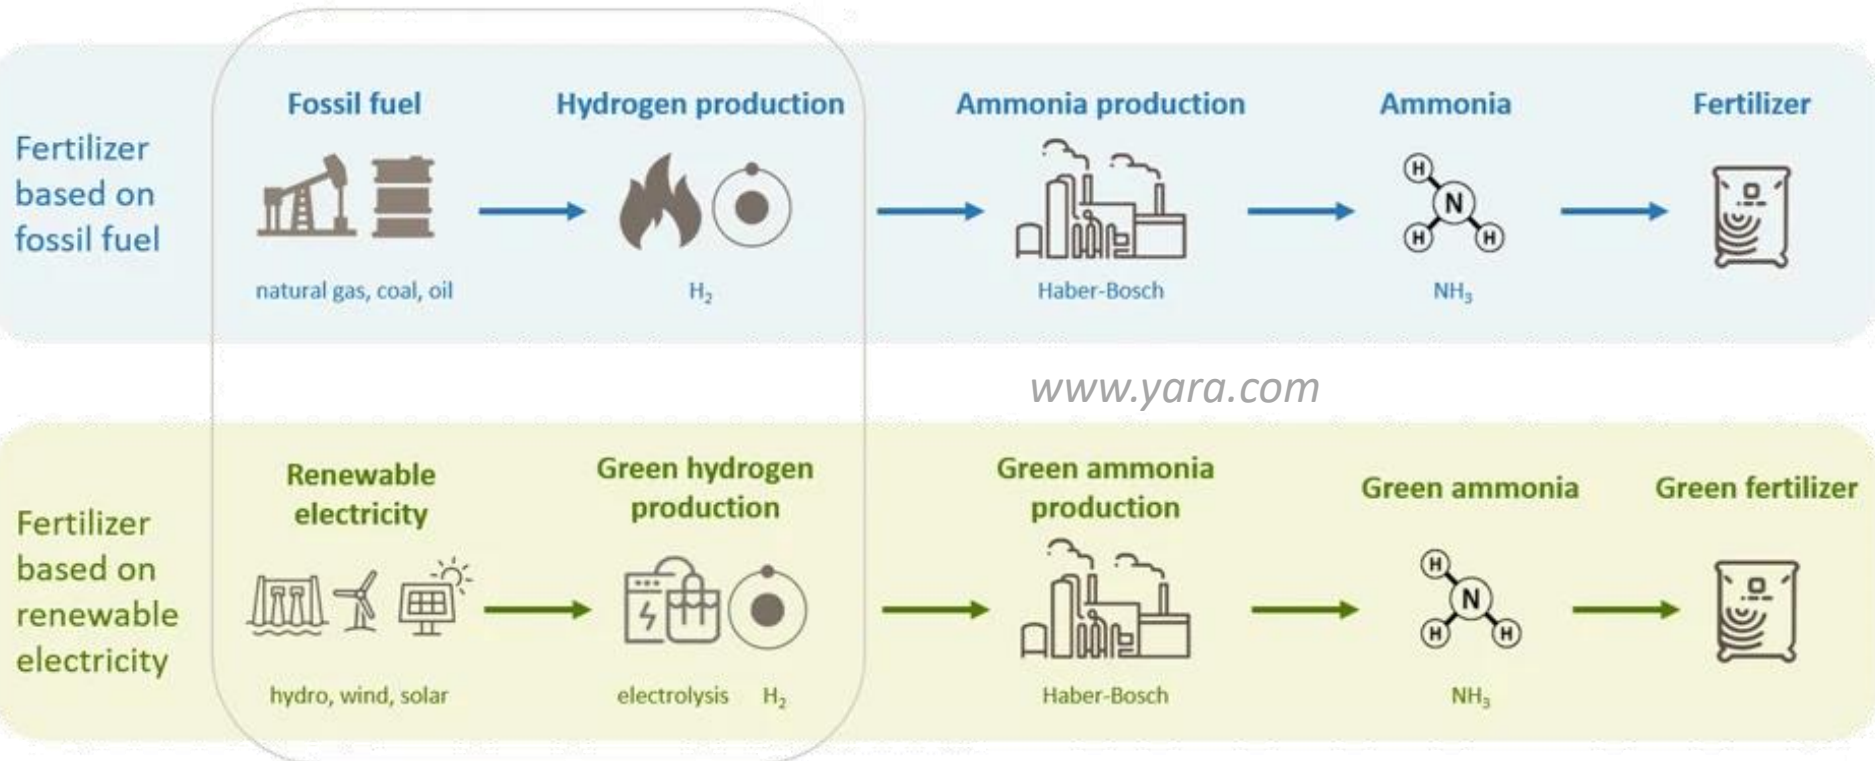 Fertilizer
based on
fossil fuel
Fossil fuel
natural gas, coal, oil
Hydrogen production
H₂
Ammonia production
Haber-Bosch
Ammonia
H
N
H
H
NH₃
Fertilizer
www.yara.com
Fertilizer
based on
renewable
electricity
Renewable
electricity
hydro, wind, solar
Green hydrogen
production
electrolysis H₂
Green ammonia
production
Haber-Bosch
Green ammonia
H
N
H
H
NH₃
Green fertilizer